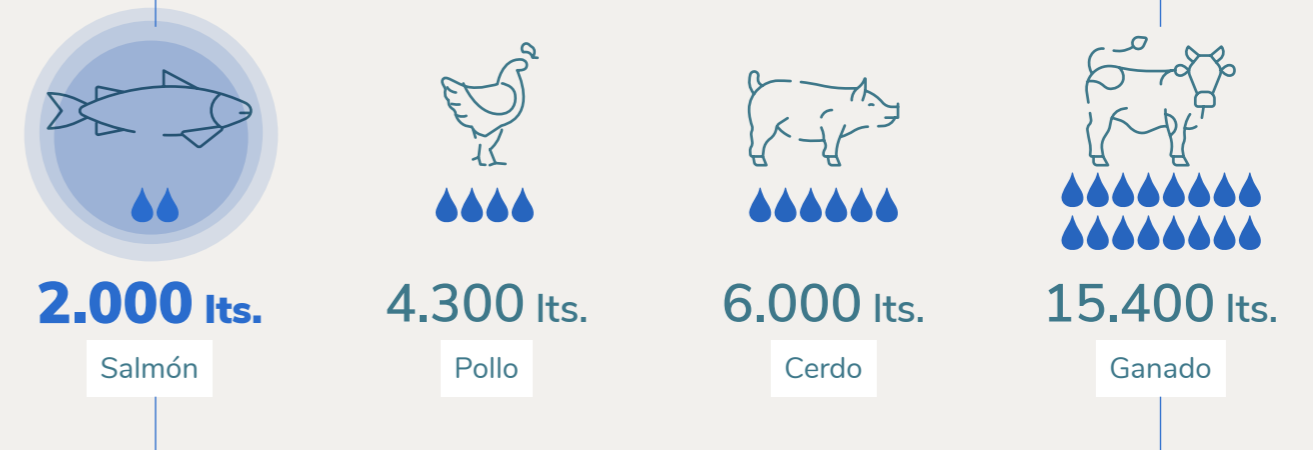 2.000 lts.
4.300 lts.
6.000 lts.
15.400 lts.
Salmón
Pollo
Cerdo
Ganado